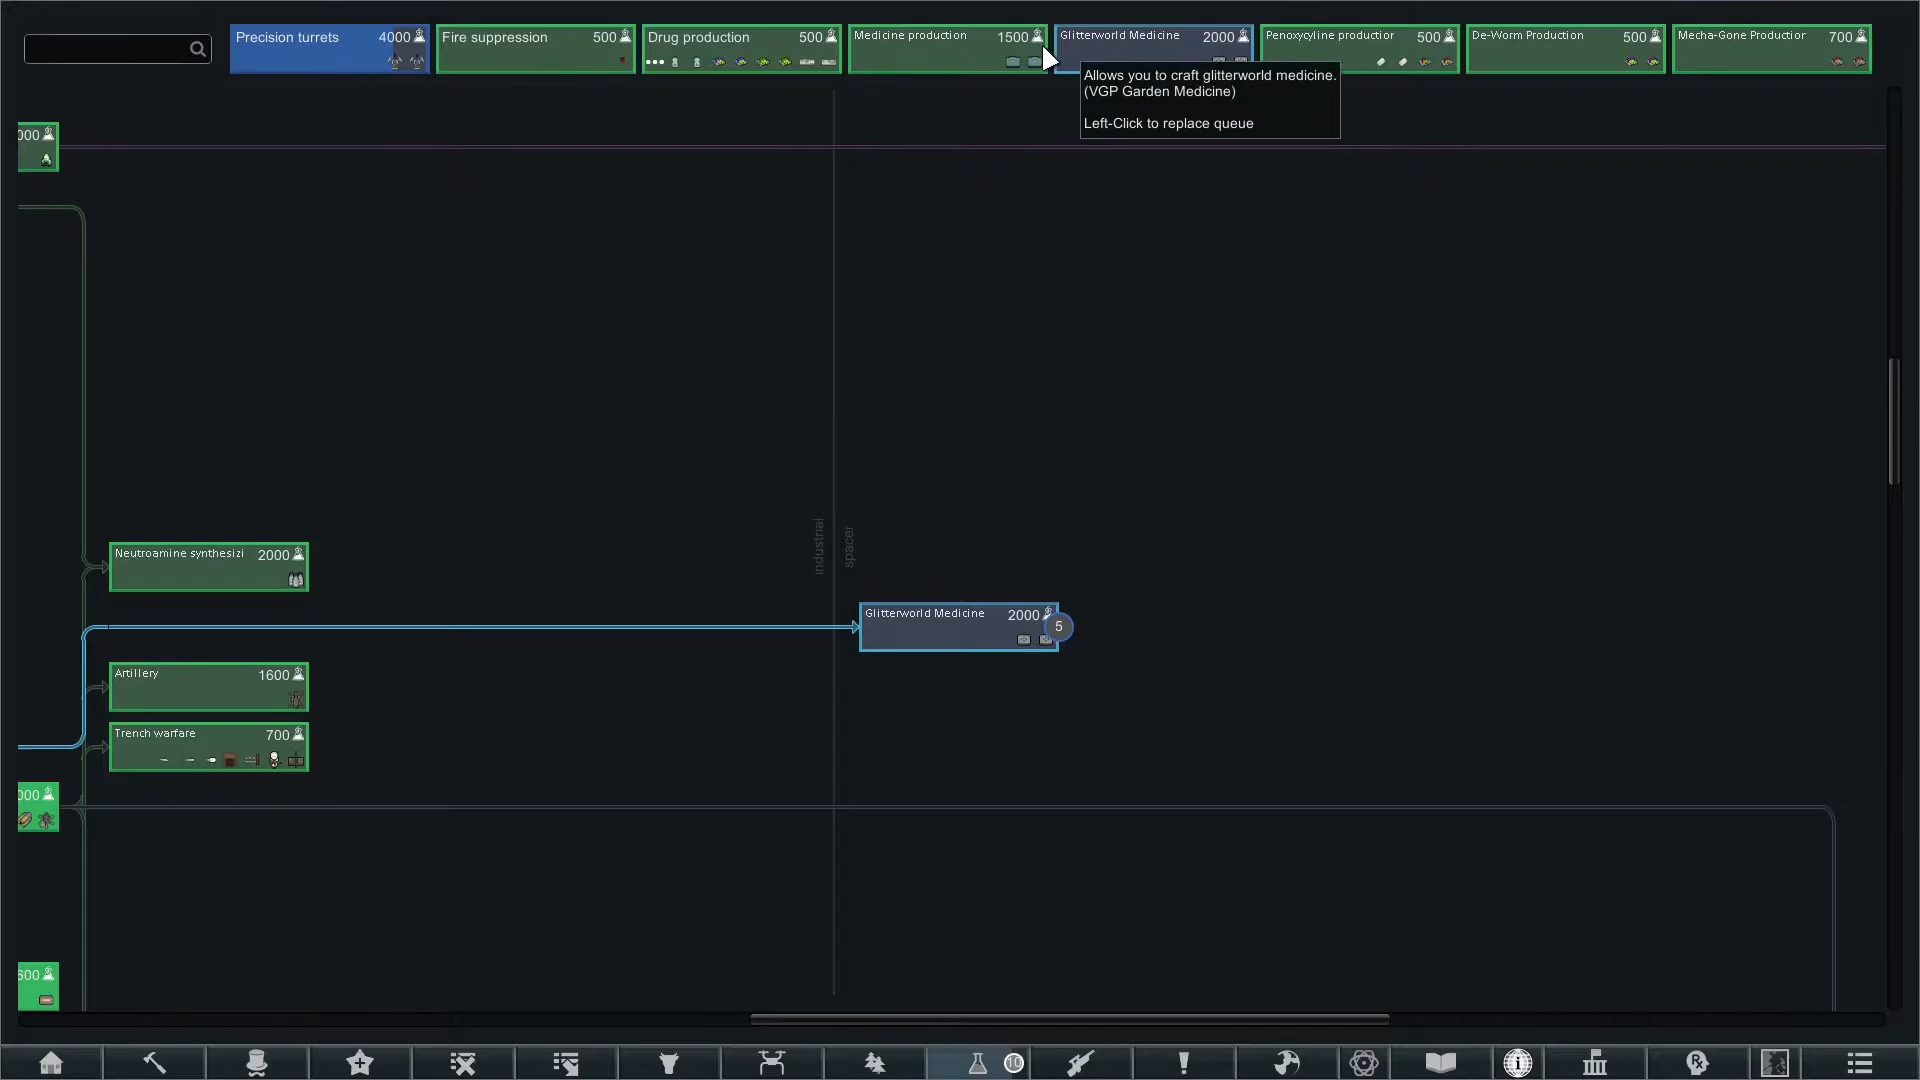 Precision turrets 4000
Fire suppression 500
Drug production 500
Medicine production 1500
Glitterworld Medicine 2000
Penoxycyline production 500
De-Worm Production 500
Mecha-Gone Production 700
Allows you to craft glitterworld medicine.
(VGP Garden Medicine)
Left-Click to replace queue
000
industrial
spacer
Neutroamine synthesizi 2000
Glitterworld Medicine 2000
5
Artillery 1600
Trench warfare 700
000
600
10